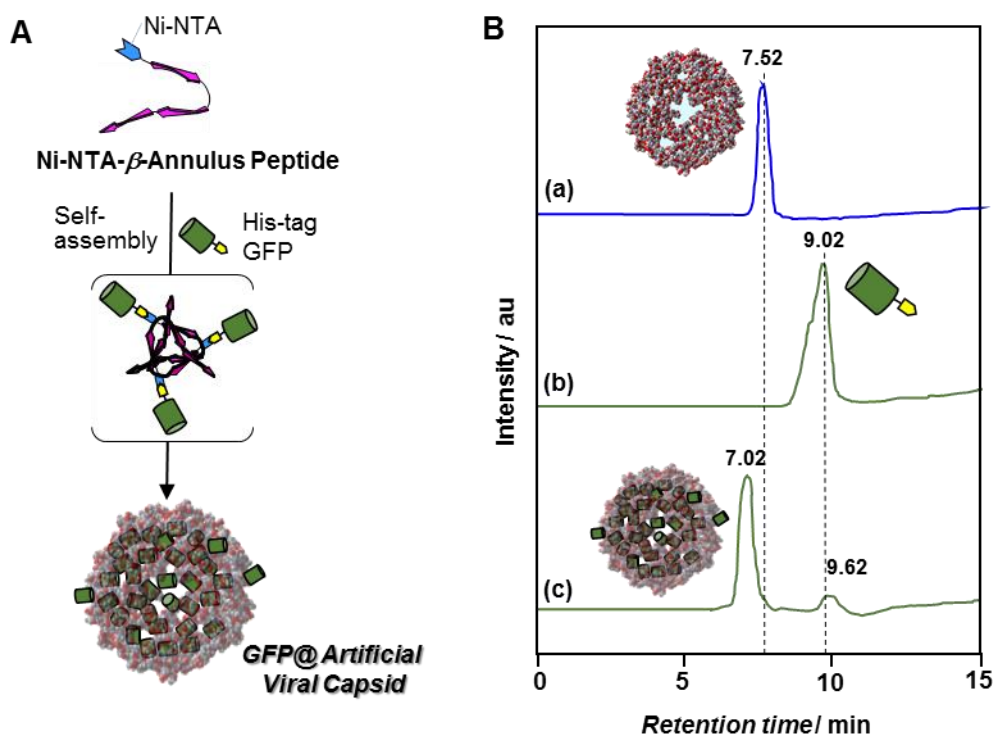 A
Ni-NTA
Ni-NTA-β-Annulus Peptide
Self-
assembly
His-tag
GFP
GFP@ Artificial
Viral Capsid
B
7.52
(a)
9.02
(b)
7.02
9.62
(c)
Intensity/ au
0 5 10 15
Retention time/ min